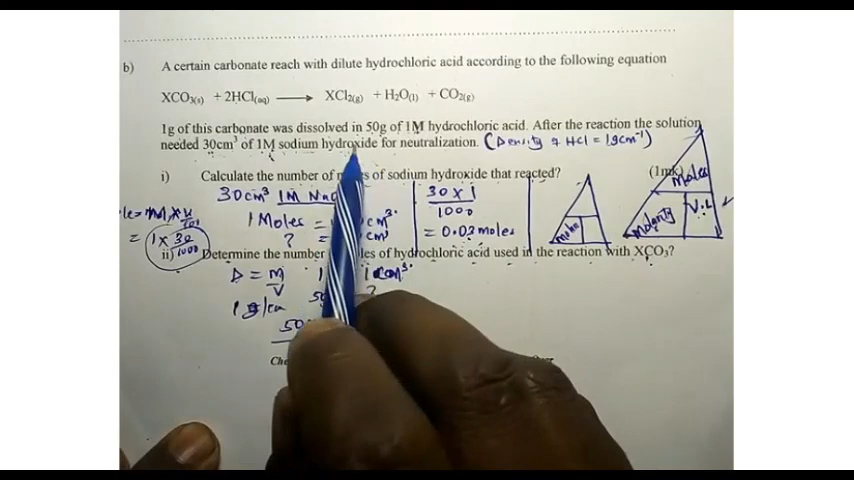 b) A certain carbonate reach with dilute hydrochloric acid according to the following equation
XCO3(s) + 2HCl(aq) ⟶ XCl2(g) + H2O(l) + CO2(g)
1g of this carbonate was dissolved in 50g of 1M hydrochloric acid. After the reaction the solution
needed 30cm³ of 1M sodium hydroxide for neutralization. (Density of HCl = 1gcm⁻¹)
i) Calculate the number of of sodium hydroxide that reacted? (1mk)
30cm³ 1M
1 Moles = cm³
? = cm³
30 x 1
1000
= 0.03 moles
moles
Molarity V.L
= 1 x 30
1000
ii) Determine the number of hydrochloric acid used in the reaction with XCO3?
D = m
V
1 cm³
50
?